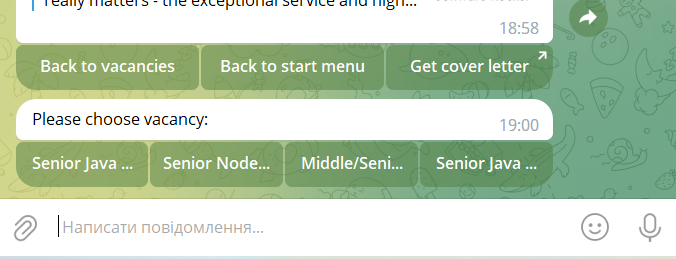 really matters - the exceptional service and high...
18:58
Back to vacancies Back to start menu Get cover letter
Please choose vacancy:
19:00
Senior Java ... Senior Node... Middle/Seni... Senior Java ...
Написати повідомлення...